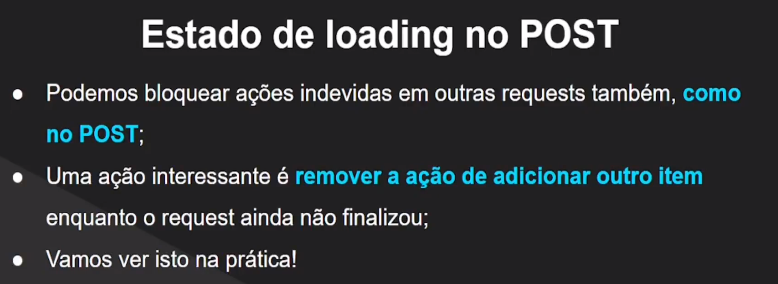 Estado de loading no POST
● Podemos bloquear ações indevidas em outras requests também, como
no POST;
● Uma ação interessante é remover a ação de adicionar outro item
enquanto o request ainda não finalizou;
● Vamos ver isto na prática!